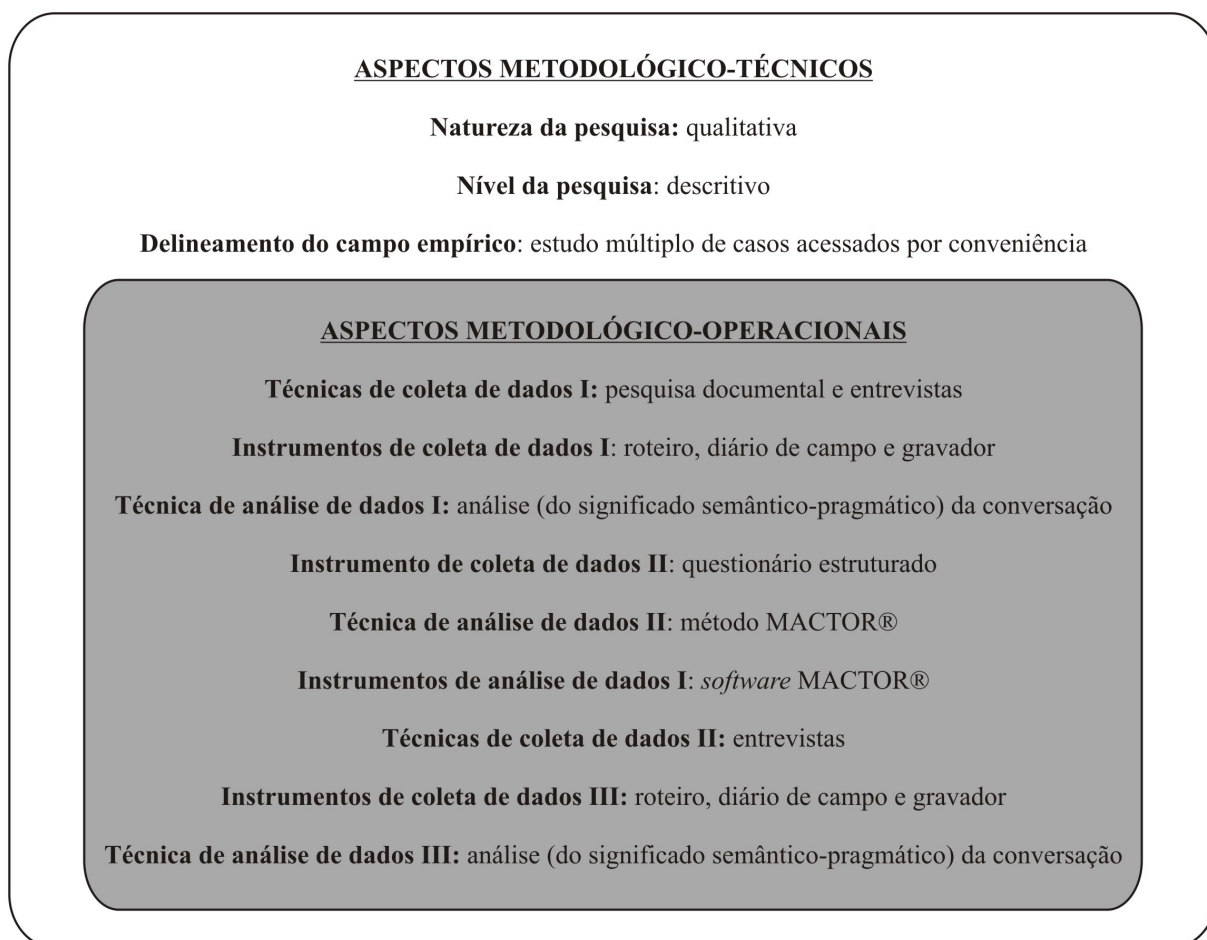 ASPECTOS METODOLÓGICO-TÉCNICOS
Natureza da pesquisa: qualitativa
Nível da pesquisa: descritivo
Delineamento do campo empírico: estudo múltiplo de casos acessados por conveniência
ASPECTOS METODOLÓGICO-OPERACIONAIS
Técnicas de coleta de dados I: pesquisa documental e entrevistas
Instrumentos de coleta de dados I: roteiro, diário de campo e gravador
Técnica de análise de dados I: análise (do significado semântico-pragmático) da conversação
Instrumento de coleta de dados II: questionário estruturado
Técnica de análise de dados II: método MACTOR®
Instrumentos de análise de dados I: software MACTOR®
Técnicas de coleta de dados II: entrevistas
Instrumentos de coleta de dados III: roteiro, diário de campo e gravador
Técnica de análise de dados III: análise (do significado semântico-pragmático) da conversação